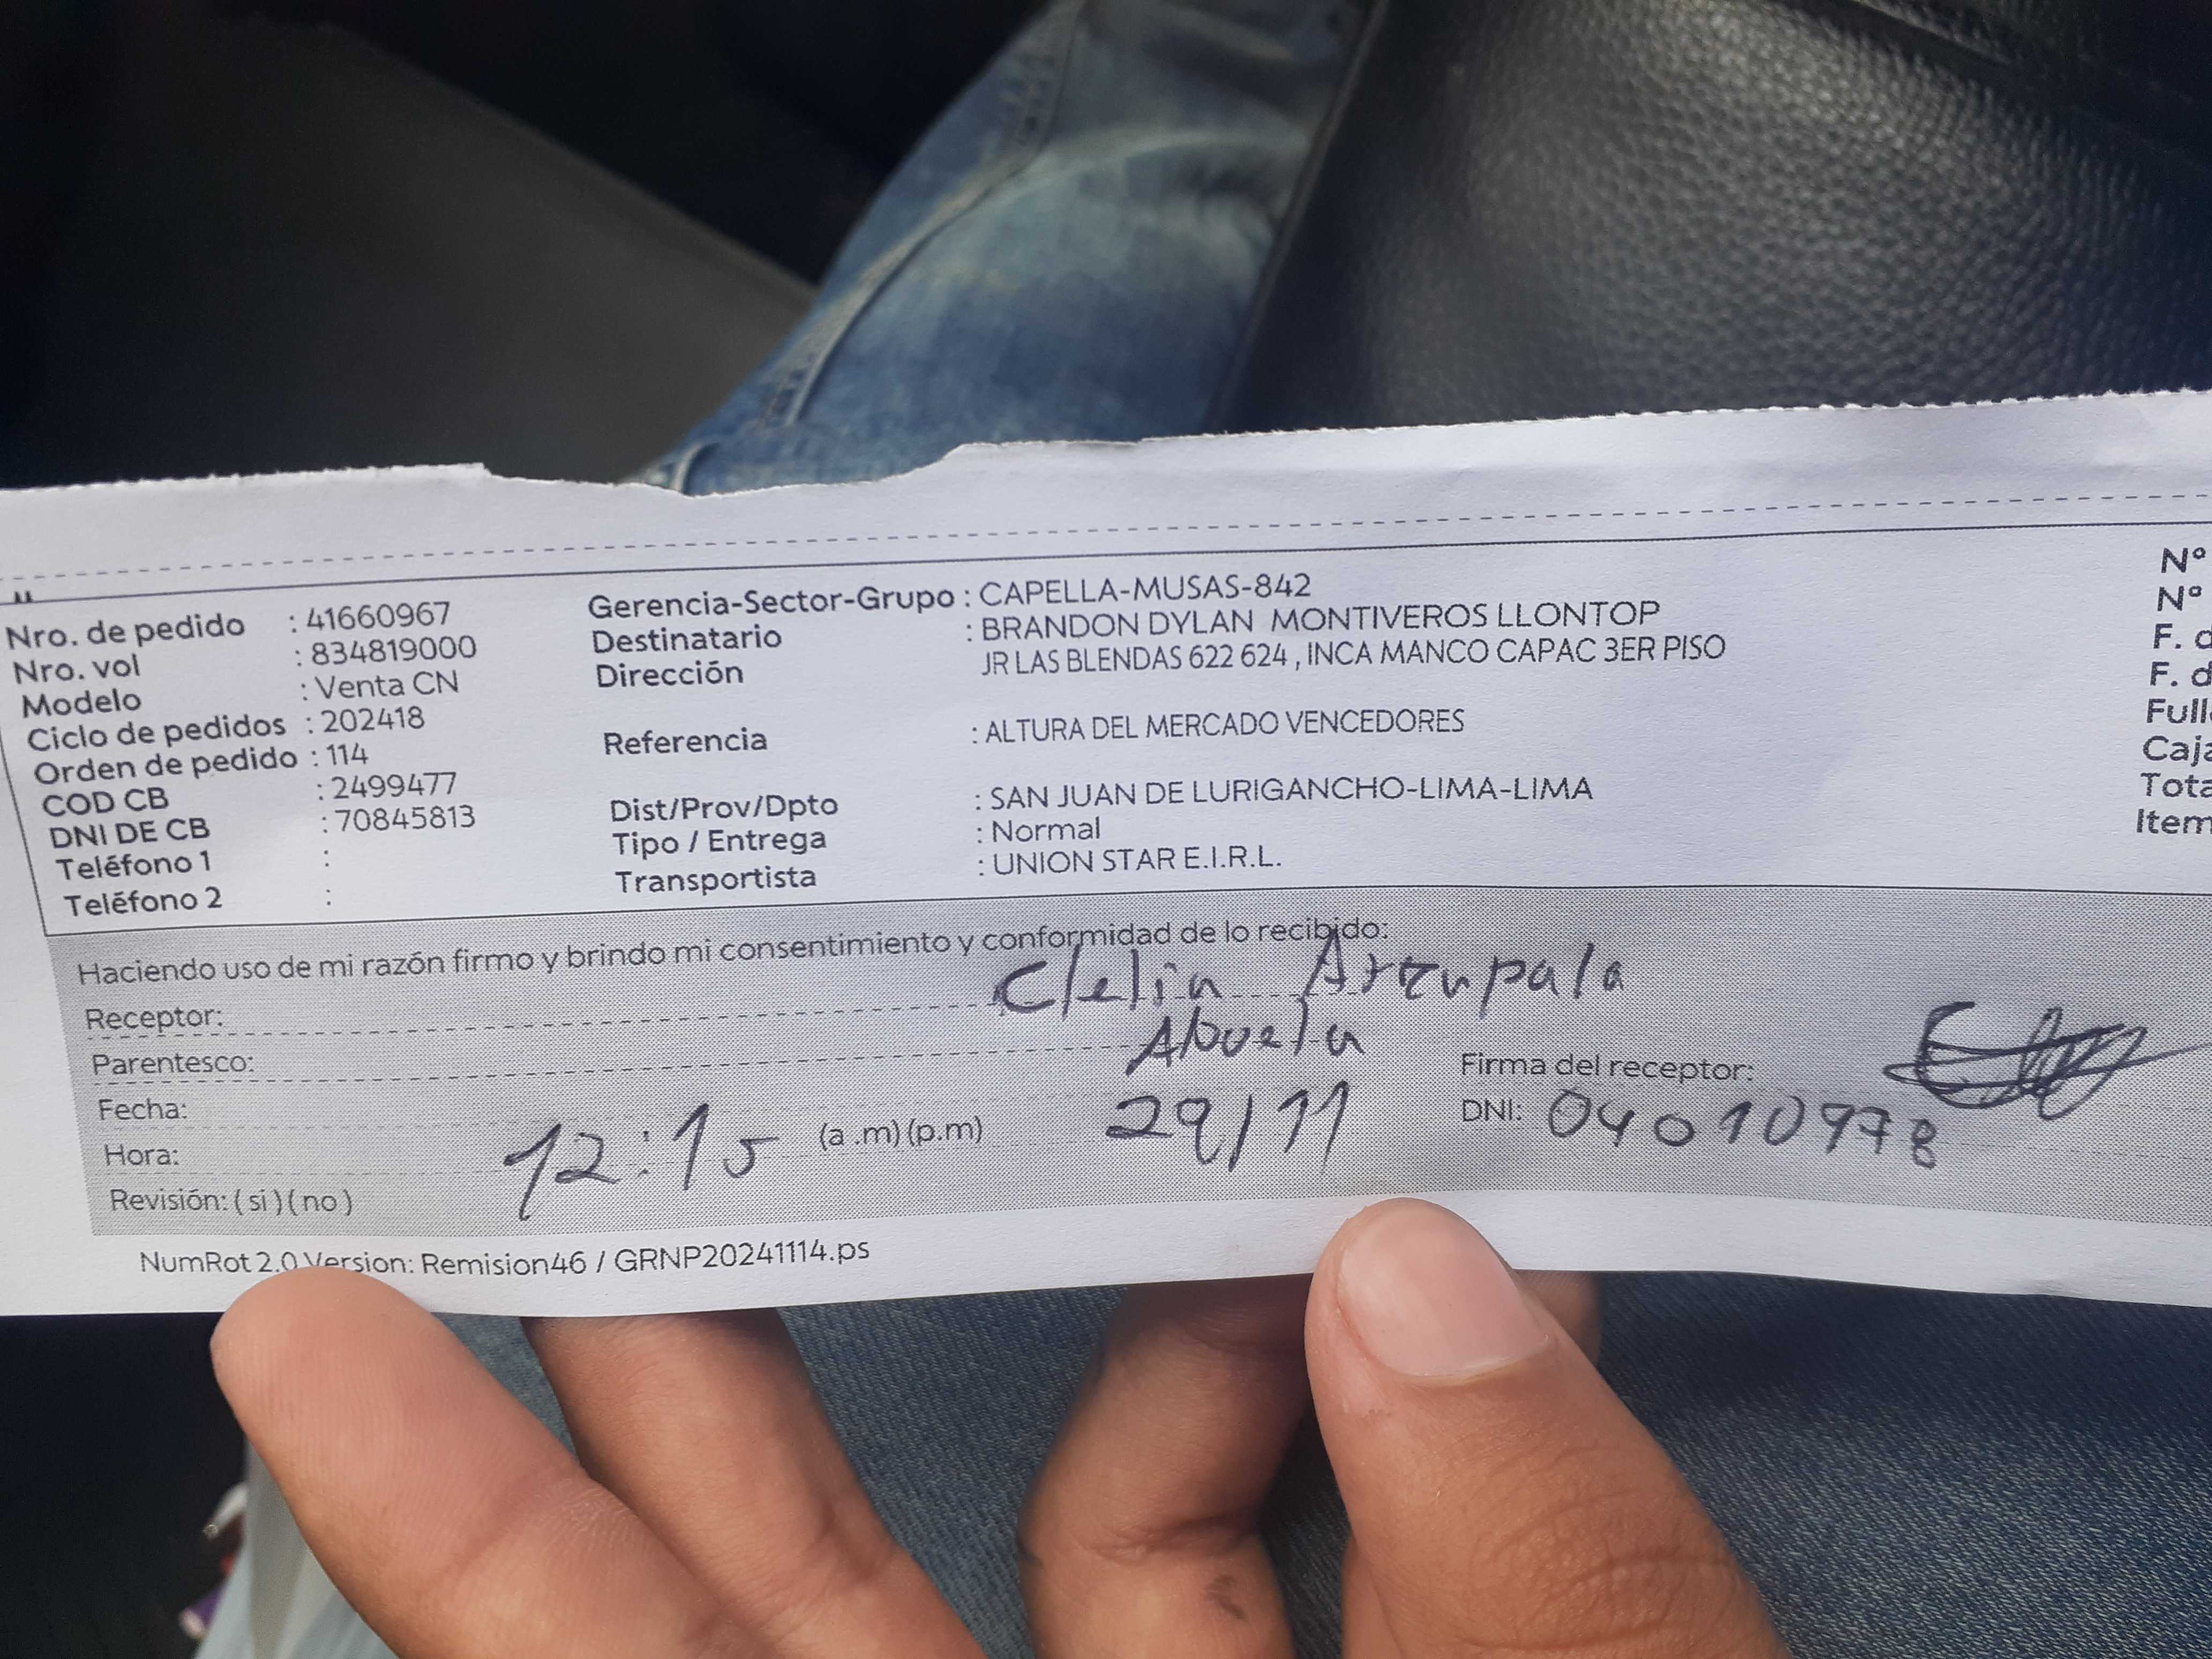 Nro. de pedido : 41660967
Nro. vol : 834819000
Modelo : Venta CN
Ciclo de pedidos : 202418
Orden de pedido : 114
COD CB : 2499477
DNI DE CB : 70845813
Teléfono 1 :
Teléfono 2 :
Gerencia-Sector-Grupo : CAPELLA-MUSAS-842
Destinatario : BRANDON DYLAN MONTIVEROS LLONTOP
Dirección JR LAS BLENDAS 622 624 , INCA MANCO CAPAC 3ER PISO
Referencia : ALTURA DEL MERCADO VENCEDORES
Dist/Prov/Dpto : SAN JUAN DE LURIGANCHO-LIMA-LIMA
Tipo / Entrega : Normal
Transportista : UNION STAR E.I.R.L.
N°
N°
F. d
F. d
Caja
Tota
Item
Haciendo uso de mi razón firmo y brindo mi consentimiento y conformidad de lo recibido:
Receptor: Clelia
Parentesco: Abuela
Fecha: 29/11
Hora: 12:15 (a .m) (p.m)
Revisión: ( si ) ( no )
Firma del receptor:
DNI: 04010978
NumRot 2.0 Version: Remision46 / GRNP20241114.ps